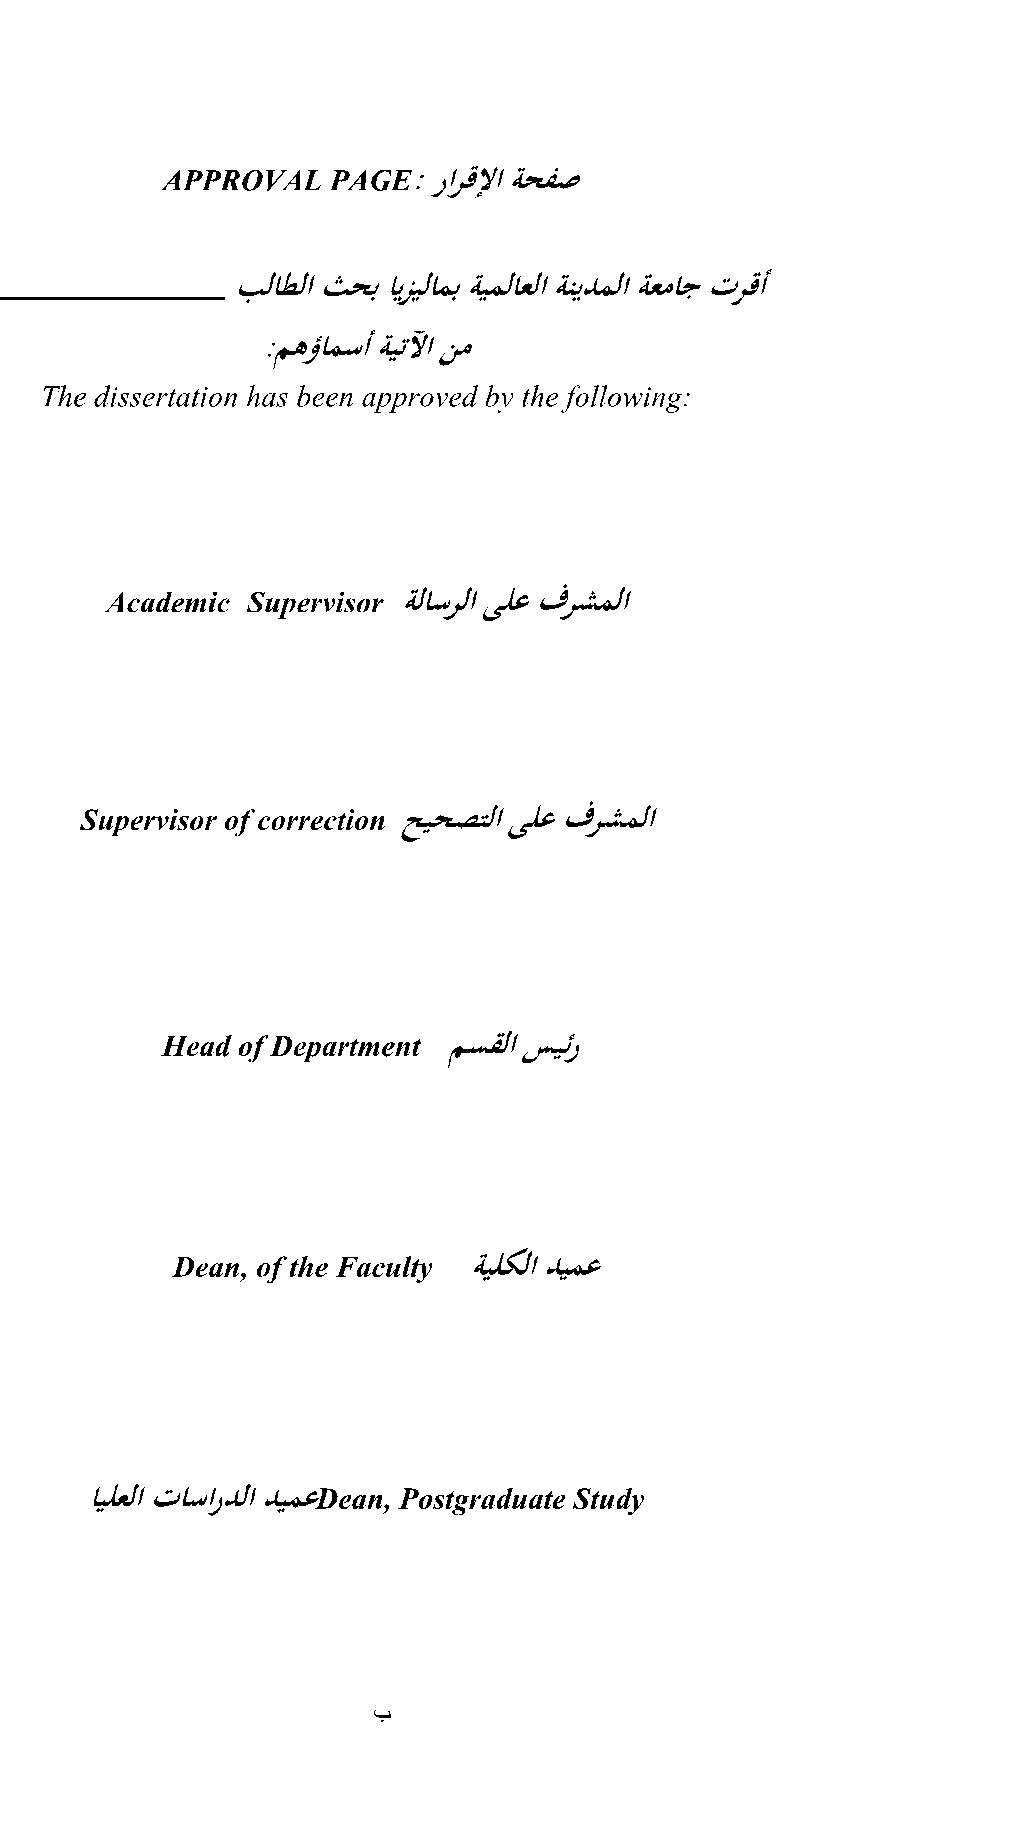 صفحة الإقرار : APPROVAL PAGE
أقرت جامعة المدينة العالمية بماليزيا بحث الطالب ________________
من الآتية أسماؤهم:
The dissertation has been approved by the following:
المشرف على الرسالة Academic Supervisor
المشرف على التصحيح Supervisor of correction
رئيس القسم Head of Department
عميد الكلية Dean, of the Faculty
عميد الدراسات العلياDean, Postgraduate Study
ب